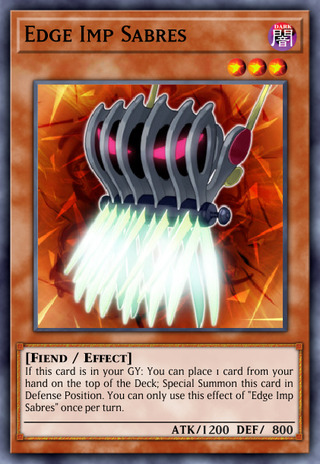 Edge Imp Sabres
DARK
闇
[Fiend / Effect]
If this card is in your GY: You can place 1 card from your
hand on the top of the Deck; Special Summon this card in
Defense Position. You can only use this effect of "Edge Imp
Sabres" once per turn.
ATK/1200 DEF/ 800